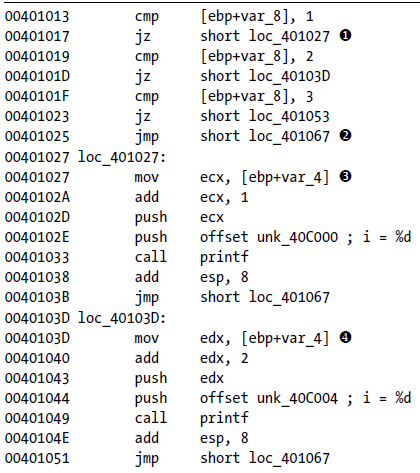 00401013 cmp [ebp+var_8], 1
00401017 jz short loc_401027 ❶
00401019 cmp [ebp+var_8], 2
0040101D jz short loc_40103D
0040101F cmp [ebp+var_8], 3
00401023 jz short loc_401053
00401025 jmp short loc_401067 ❷
00401027 loc_401027:
00401027 mov ecx, [ebp+var_4] ❸
0040102A add ecx, 1
0040102D push ecx
0040102E push offset unk_40C000 ; i = %d
00401033 call printf
00401038 add esp, 8
0040103B jmp short loc_401067
0040103D loc_40103D:
0040103D mov edx, [ebp+var_4] ❹
00401040 add edx, 2
00401043 push edx
00401044 push offset unk_40C004 ; i = %d
00401049 call printf
0040104E add esp, 8
00401051 jmp short loc_401067